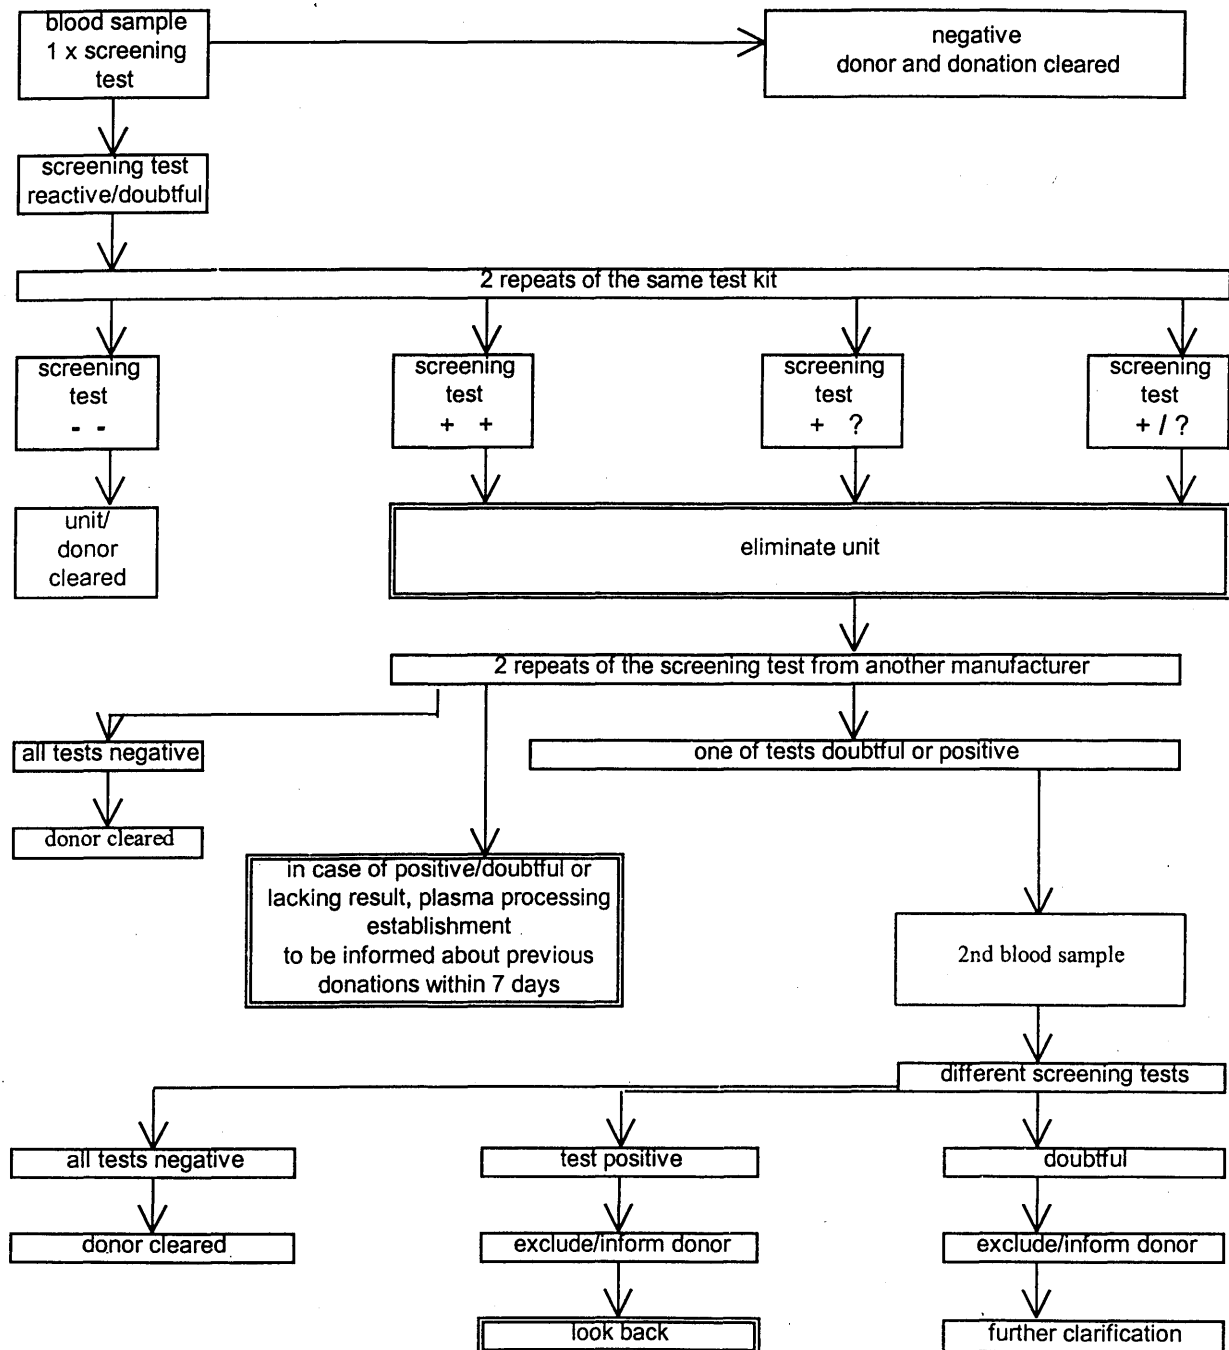 blood sample
1 x screening
test
negative
donor and donation cleared
screening test
reactive/doubtful
2 repeats of the same test kit
screening
test
- -
screening
test
+ +
screening
test
+ ?
screening
test
+ / ?
unit/
donor
cleared
eliminate unit
2 repeats of the screening test from another manufacturer
all tests negative
one of tests doubtful or positive
donor cleared
in case of positive/doubtful or
lacking result, plasma processing
establishment
to be informed about previous
donations within 7 days
2nd blood sample
different screening tests
all tests negative
test positive
doubtful
donor cleared
exclude/inform donor
exclude/inform donor
look back
further clarification